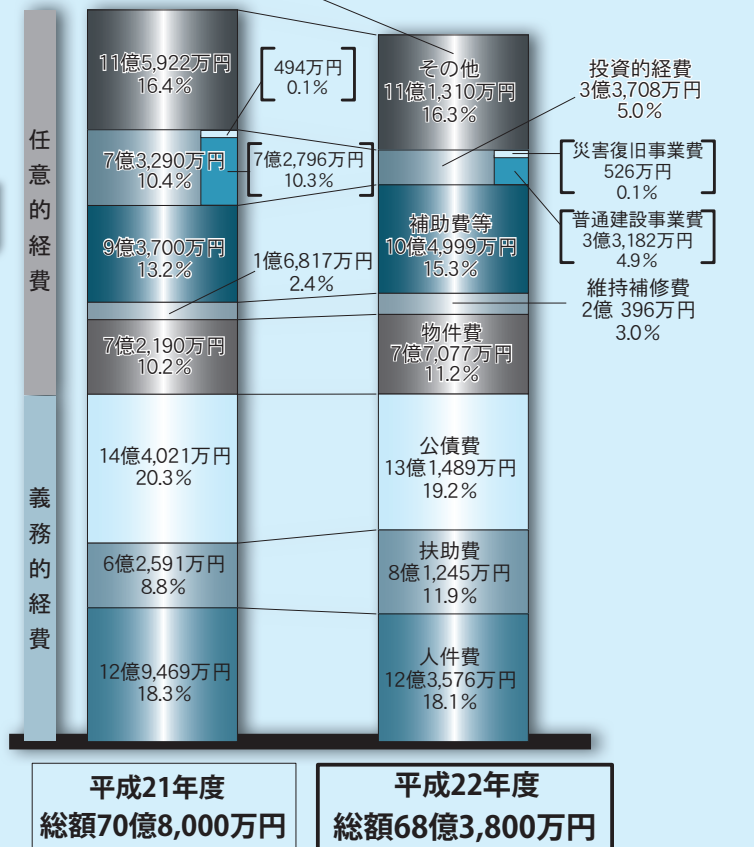 任意的経費
義務的経費
11億5,922万円
16.4%
494万円
0.1%
7億3,290万円
10.4%
7億2,796万円
10.3%
9億3,700万円
13.2%
1億6,817万円
2.4%
7億2,190万円
10.2%
14億4,021万円
20.3%
6億2,591万円
8.8%
12億9,469万円
18.3%
平成21年度
総額70億8,000万円
その他
11億1,310万円
16.3%
投資的経費
3億3,708万円
5.0%
災害復旧事業費
526万円
0.1%
普通建設事業費
3億3,182万円
4.9%
補助費等
10億4,999万円
15.3%
維持補修費
2億 396万円
3.0%
物件費
7億7,077万円
11.2%
公債費
13億1,489万円
19.2%
扶助費
8億1,245万円
11.9%
人件費
12億3,576万円
18.1%
平成22年度
総額68億3,800万円